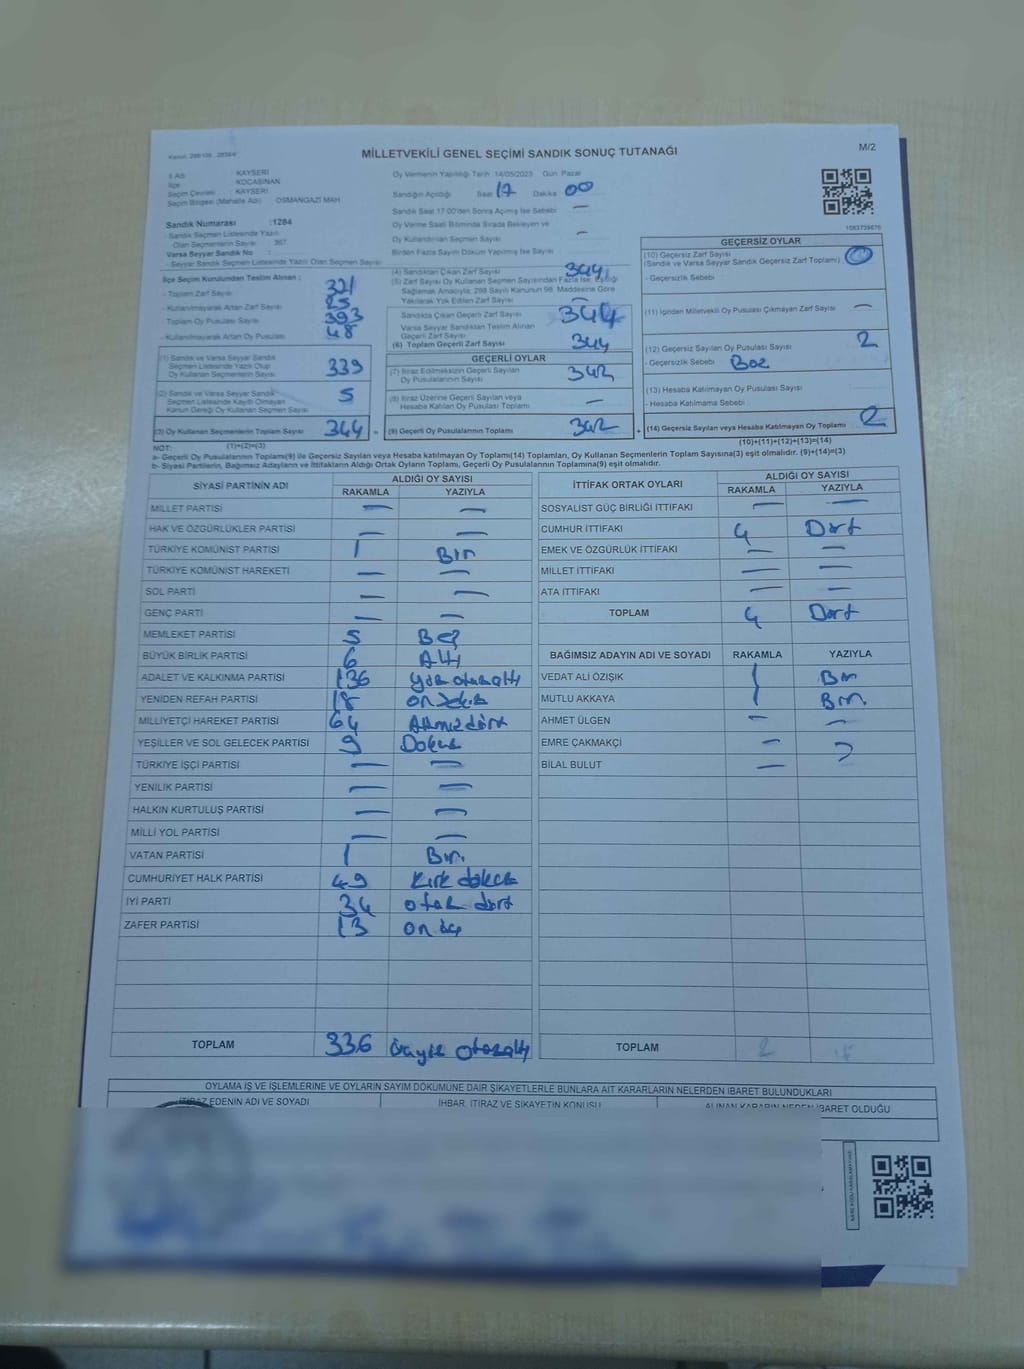 MİLLETVEKİLİ GENEL SEÇİMİ SANDIK SONUÇ TUTANAĞI
M/2
İl Adı : KAYSERİ
İlçe : KOCASİNAN
Seçim Çevresi : KAYSERİ
Seçim Bölgesi (Mahalle Adı) : OSMANGAZİ MAH
Sandık Numarası : 1284
Sandık Seçmen Listesinde Yazılı
Olan Seçmenlerin Sayısı 367
Varsa Seyyar Sandık No :
- Seyyar Sandık Seçmen Listesinde Yazılı Olan Seçmen Sayısı
Oy Vermenin Yapıldığı Tarih :14/05/2023 Gün Pazar
Sandığın Açıldığı Saat 17 Dakika 00
Sandık Saat 17:00'den Sonra Açılmış İse Sebebi —
Oy Verme Saati Bitiminde Sırada Bekleyen ve
Oy Kullandırılan Seçmen Sayısı —
Birden Fazla Sayım Döküm Yapılmış İse Sayısı
İlçe Seçim Kurulundan Teslim Alınan :
- Toplam Zarf Sayısı
- Kullanılmayarak Artan Zarf Sayısı
- Toplam Oy Pusulası Sayısı 393
- Kullanılmayarak Artan Oy Pusulası 48
(1) Sandık ve Varsa Seyyar Sandık
Seçmen Listesinde Yazılı Olup
Oy Kullanan Seçmenlerin Sayısı 339
(2) Sandık ve Varsa Seyyar Sandık
Seçmen Listesinde Kayıtlı Olmayan
Kanun Gereği Oy Kullanan Seçmen Sayısı 5
(3) Oy Kullanan Seçmenlerin Toplam Sayısı 344 =
(1)+(2)=(3)
(4) Sandıktan Çıkan Zarf Sayısı 344
(5) Zarf Sayısı Oy Kullanan Seçmen Sayısından Fazla İse, Eşitliği
Sağlamak Amacıyla, 298 Sayılı Kanunun 98. Maddesine Göre
Yakılarak Yok Edilen Zarf Sayısı —
Sandıkta Çıkan Geçerli Zarf Sayısı 344
Varsa Seyyar Sandıktan Teslim Alınan
Geçerli Zarf Sayısı
(6) Toplam Geçerli Zarf Sayısı 344
GEÇERLİ OYLAR
(7) İtiraz Edilmeksizin Geçerli Sayılan
Oy Pusulalarının Sayısı 342
(8) İtiraz Üzerine Geçerli Sayılan veya
Hesaba Katılan Oy Pusulası Toplamı —
(9) Geçerli Oy Pusulalarının Toplamı 342 +
1083739876
GEÇERSİZ OYLAR
(10) Geçersiz Zarf Sayısı
(Sandık ve Varsa Seyyar Sandık Geçersiz Zarf Toplamı) 0
- Geçersizlik Sebebi :
(11) İçinden Milletvekili Oy Pusulası Çıkmayan Zarf Sayısı —
(12) Geçersiz Sayılan Oy Pusulası Sayısı 2
- Geçersizlik Sebebi :
(13) Hesaba Katılmayan Oy Pusulası Sayısı
- Hesaba Katılmama Sebebi :
(14) Geçersiz Sayılan veya Hesaba Katılmayan Oy Toplamı 2
(10)+(11)+(12)+(13)=(14)
NOT:
a- Geçerli Oy Pusulaları Toplamı(9) ile Geçersiz Sayılan veya Hesaba katılmayan Oy Toplamı(14) Toplamları, Oy Kullanan Seçmenlerin Toplam Sayısına(3) eşit olmalıdır. (9)+(14)=(3)
b- Siyasi Partilerin, Bağımsız Adayların ve İttifakların Aldığı Ortak Oyların Toplamı, Geçerli Oy Pusulalarının Toplamına(9) eşit olmalıdır.
SİYASİ PARTİNİN ADI ALDIĞI OY SAYISI
RAKAMLA YAZIYLA
MİLLET PARTİSİ — —
HAK VE ÖZGÜRLÜKLER PARTİSİ — —
TÜRKİYE KOMÜNİST PARTİSİ 1 Bir
TÜRKİYE KOMÜNİST HAREKETİ — —
SOL PARTİ — —
GENÇ PARTİ — —
MEMLEKET PARTİSİ 5 Beş
BÜYÜK BİRLİK PARTİSİ 6 Altı
ADALET VE KALKINMA PARTİSİ 136 Yüz otuz altı
YENİDEN REFAH PARTİSİ 18 on sekiz
MİLLİYETÇİ HAREKET PARTİSİ 64 Altmış dört
YEŞİLLER VE SOL GELECEK PARTİSİ 9 Dokuz
TÜRKİYE İŞÇİ PARTİSİ — —
YENİLİK PARTİSİ — —
HALKIN KURTULUŞ PARTİSİ — —
MİLLİ YOL PARTİSİ — —
VATAN PARTİSİ 1 Bir
CUMHURİYET HALK PARTİSİ 49 Kırk dokuz
İYİ PARTİ 34 otuz dört
ZAFER PARTİSİ 13 on üç
TOPLAM 336 üçyüz otuzaltı
İTTİFAK ORTAK OYLARI ALDIĞI OY SAYISI
RAKAMLA YAZIYLA
SOSYALİST GÜÇ BİRLİĞİ İTTİFAKI — —
CUMHUR İTTİFAKI 4 Dört
EMEK VE ÖZGÜRLÜK İTTİFAKI — —
MİLLET İTTİFAKI — —
ATA İTTİFAKI — —
TOPLAM 4 Dört
BAĞIMSIZ ADAYIN ADI VE SOYADI RAKAMLA YAZIYLA
VEDAT ALİ ÖZIŞIK 1 Bir
MUTLU AKKAYA 1 Bir
AHMET ÜLGEN — —
EMRE ÇAKMAKÇİ —
BİLAL BULUT —
TOPLAM 2
OYLAMA İŞ VE İŞLEMLERİNE VE OYLARIN SAYIM DÖKÜMÜNE DAİR ŞİKAYETLERLE BUNLARA AİT KARARLARIN NELERDEN İBARET BULUNDUKLARI
İTİRAZ EDENİN ADI VE SOYADI İHBAR, İTİRAZ VE ŞİKAYETİN KONUSU ALINAN KARARIN NEDEN İBARET OLDUĞU